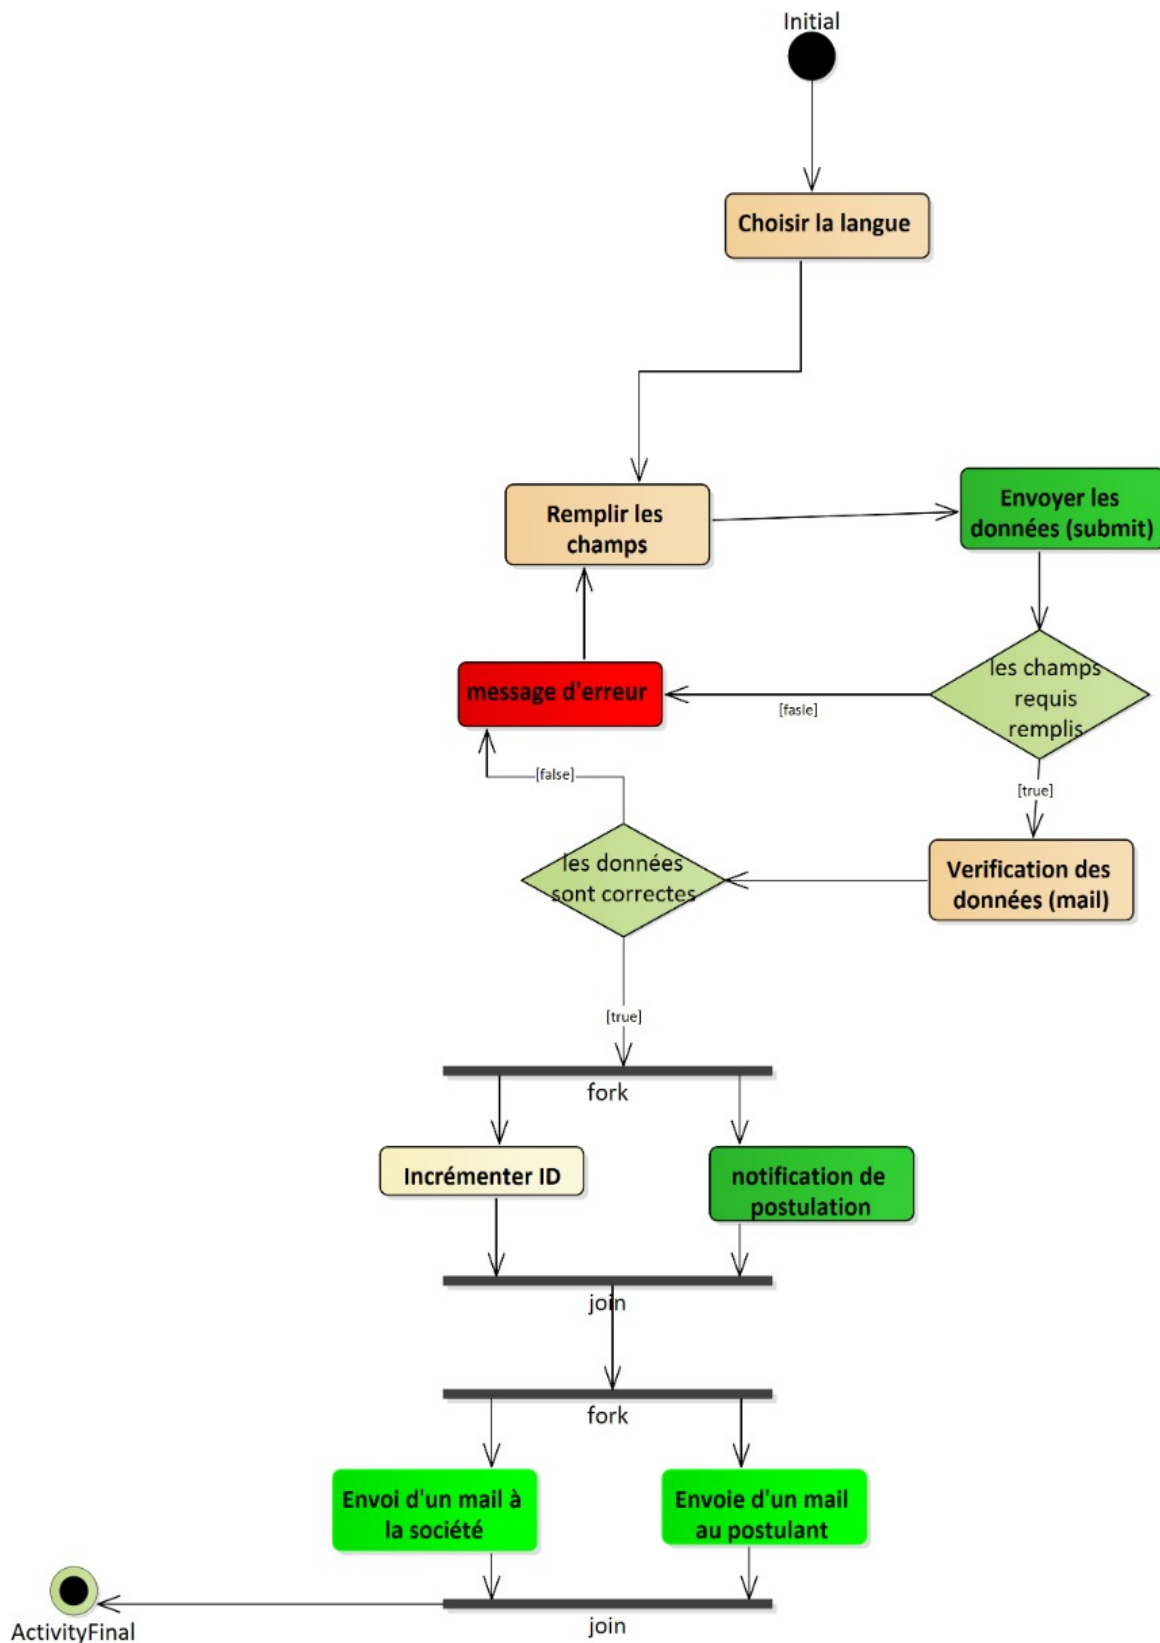 Initial
Choisir la langue
Remplir les
champs
Envoyer les
données (submit)
message d'erreur
[fasle]
les champs
requis
remplis
[false]
[true]
les données
sont correctes
Verification des
données (mail)
[true]
fork
Incrémenter ID
notification de
postulation
join
fork
Envoi d'un mail à
la société
Envoie d'un mail
au postulant
ActivityFinal
join